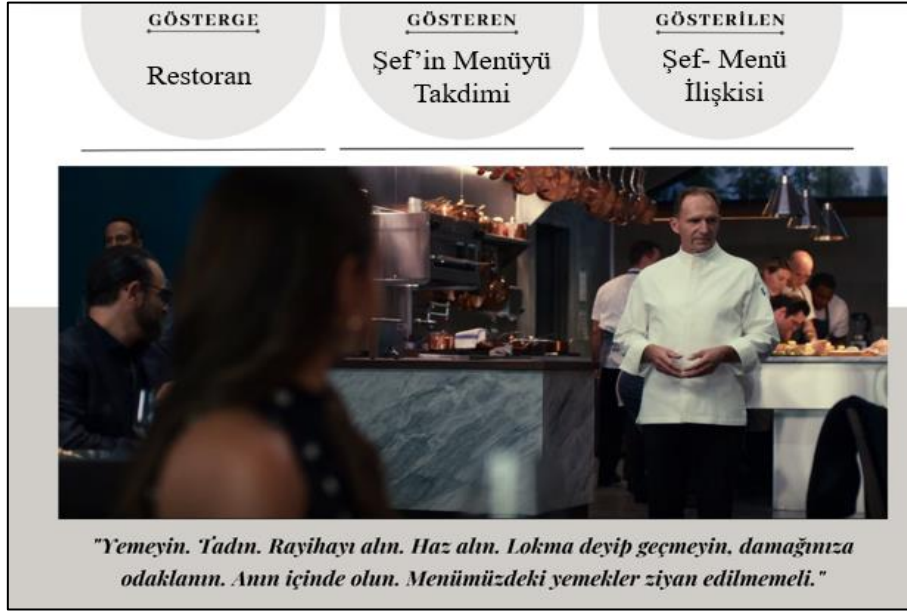 GÖSTERGE
Restoran
GÖSTEREN
Şef'in Menüyü
Takdimi
GÖSTERİLEN
Şef- Menü
İlişkisi
"Yemeyin. Tadın. Rayihayı alın. Haz alın. Lokma deyip geçmeyin, damağınıza
odaklanın. Anın içinde olun. Menümüzdeki yemekler ziyan edilmemeli."